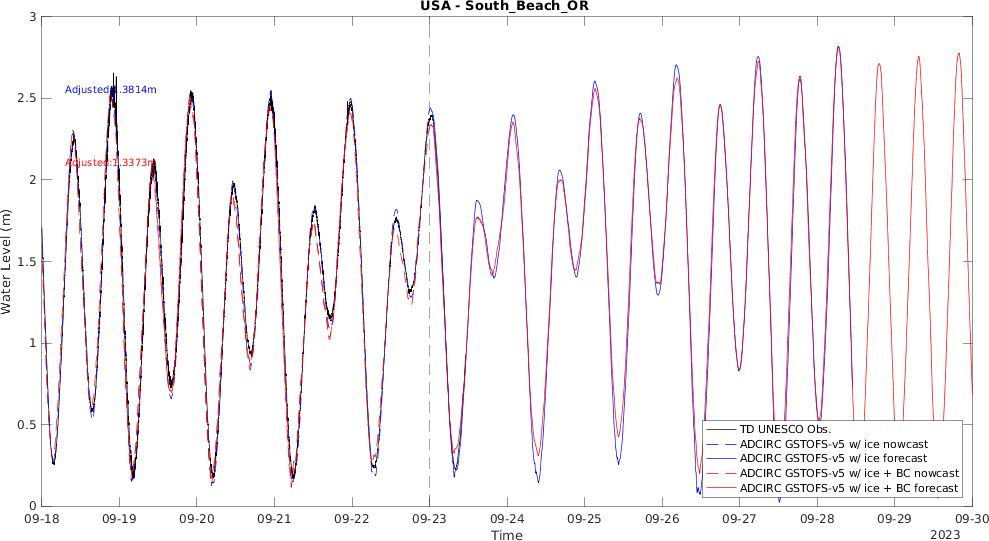 USA - South_Beach_OR
Water Level (m)
3
2.5
2
1.5
1
0.5
0
Adjusted:1.3814m
Adjusted:1.3373m
TD UNESCO Obs.
ADCIRC GSTOFS-v5 w/ ice nowcast
ADCIRC GSTOFS-v5 w/ ice forecast
ADCIRC GSTOFS-v5 w/ ice + BC nowcast
ADCIRC GSTOFS-v5 w/ ice + BC forecast
09-18 09-19 09-20 09-21 09-22 09-23 09-24 09-25 09-26 09-27 09-28 09-29 09-30
Time
2023